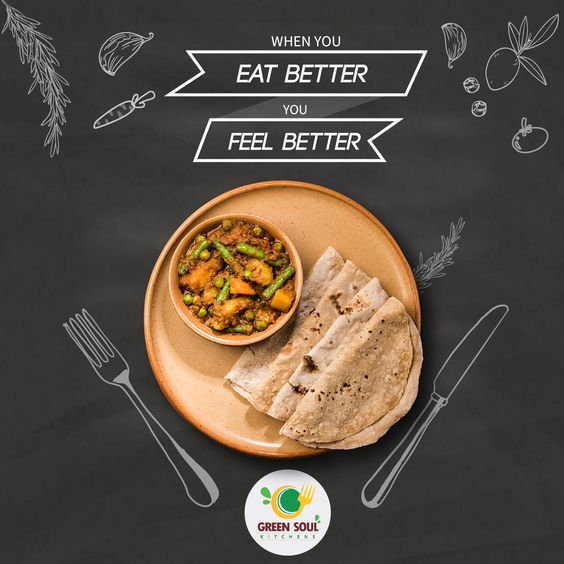 WHEN YOU
EAT BETTER
YOU
FEEL BETTER
GREEN SOUL
KITCHENS